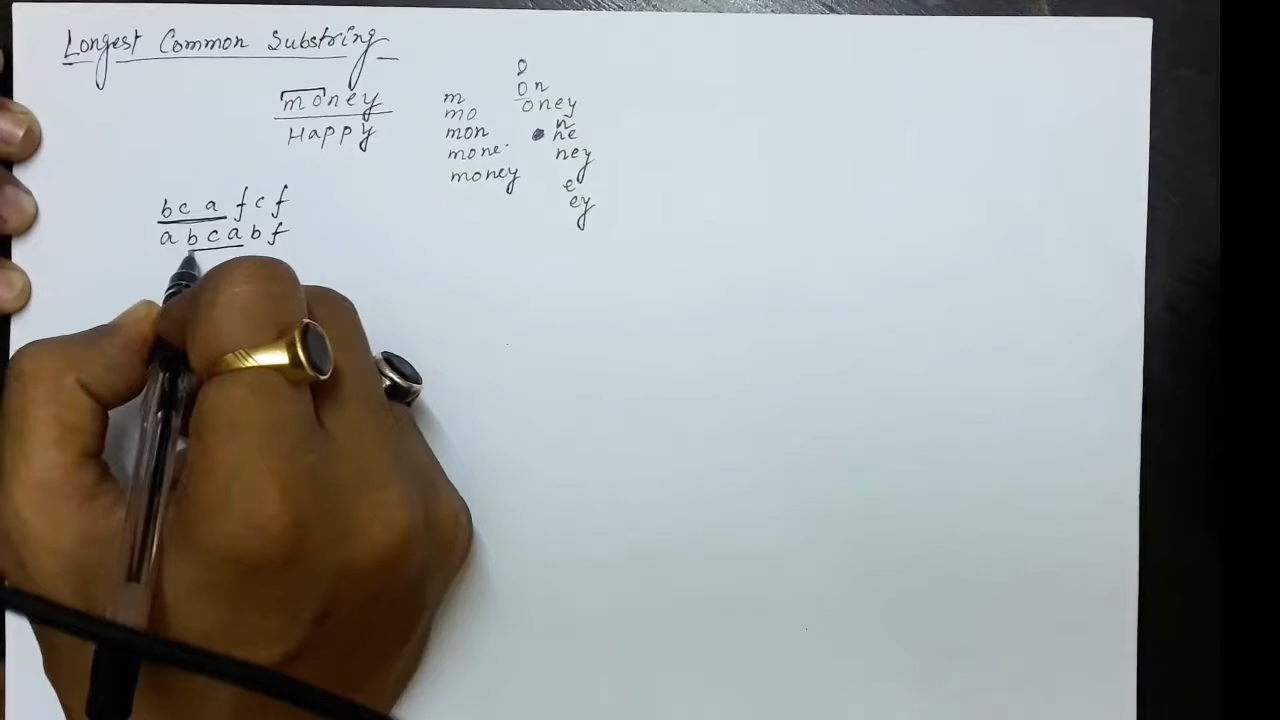 Longest Common Substring
money
Happy
m
mo
mon
mone
money
o
on
oney
n
ne
ney
e
ey
bcafcf
abcabf